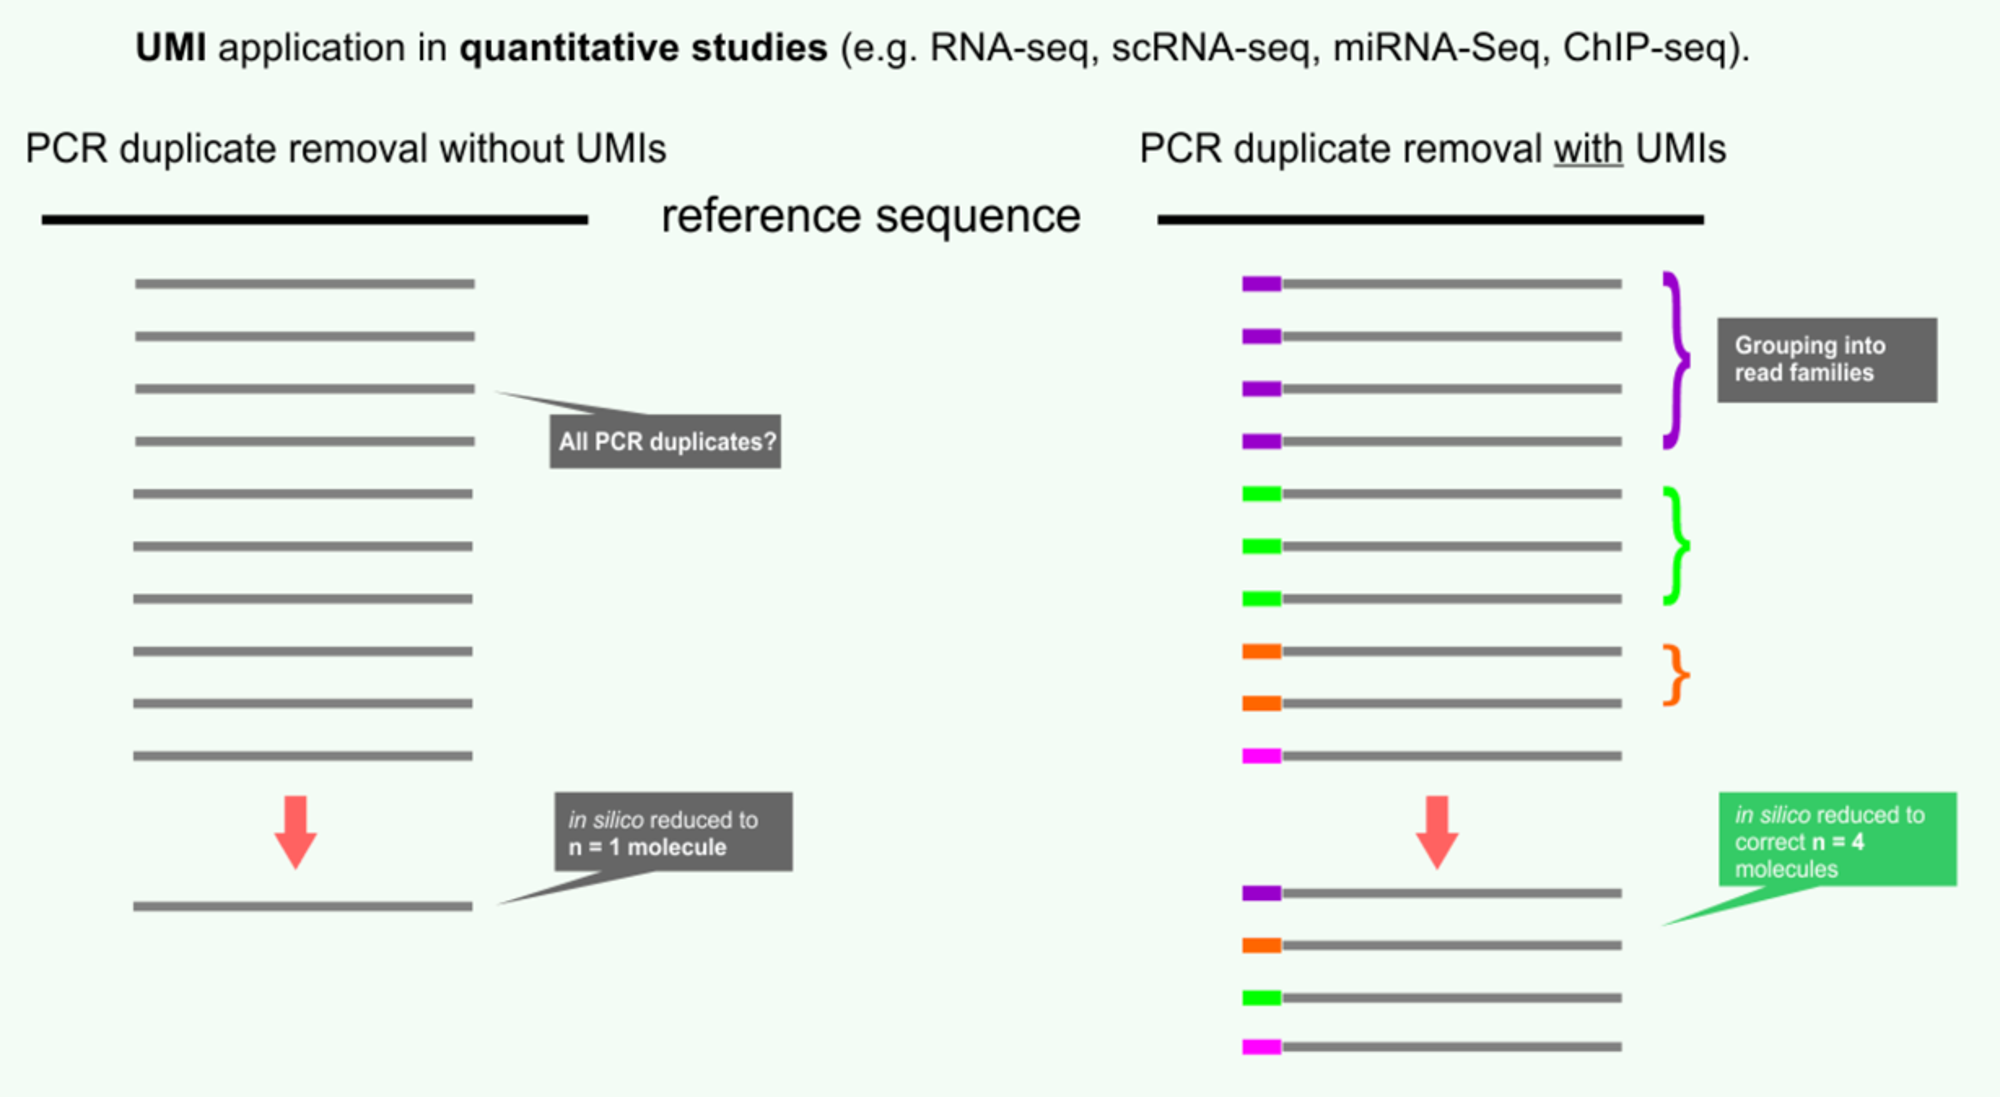 UMI application in quantitative studies (e.g. RNA-seq, scRNA-seq, miRNA-Seq, ChIP-seq).
PCR duplicate removal without UMIs
PCR duplicate removal with UMIs
reference sequence
Grouping into
read families
All PCR duplicates?
in silico reduced to
n = 1 molecule
in silico reduced to
correct n = 4
molecules